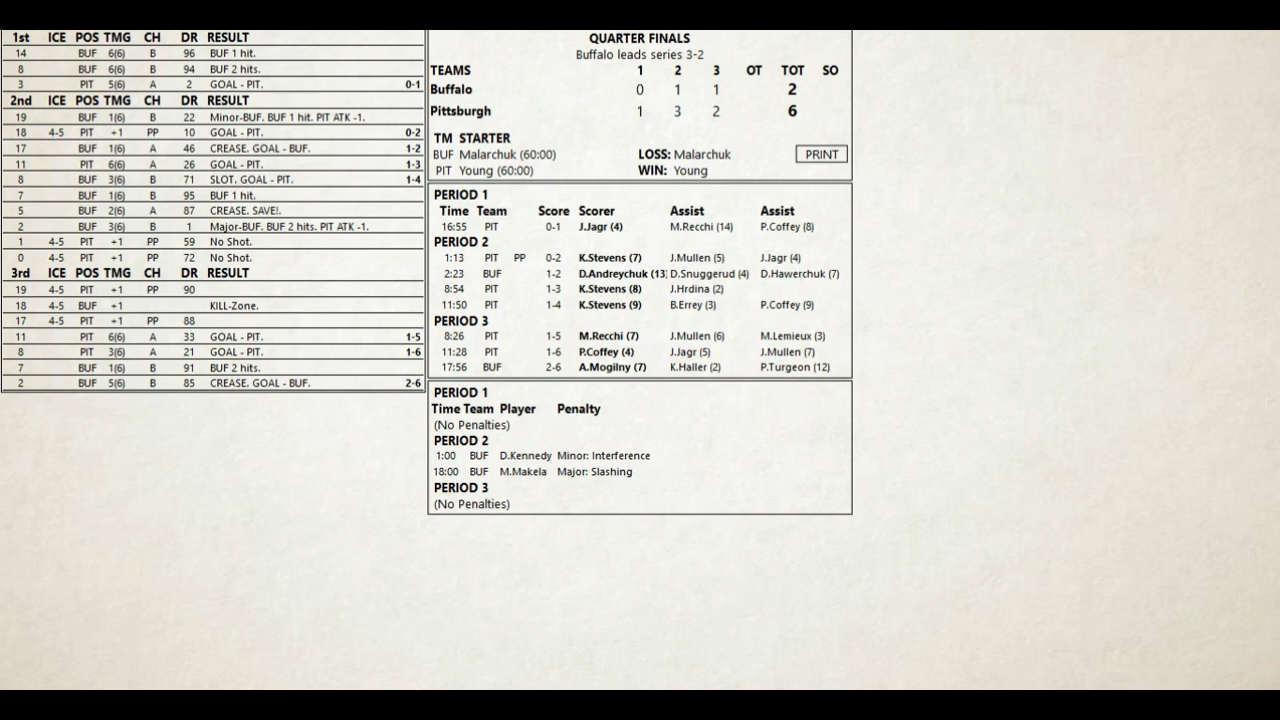 1st ICE POS TMG CH DR RESULT
14 BUF 6(6) B 96 BUF 1 hit.
8 BUF 6(6) B 94 BUF 2 hits.
3 PIT 5(6) A 2 GOAL - PIT. 0-1
2nd ICE POS TMG CH DR RESULT
19 BUF 1(6) B 22 Minor-BUF. BUF 1 hit. PIT ATK -1.
18 4-5 PIT +1 PP 10 GOAL - PIT. 0-2
17 BUF 1(6) A 46 CREASE. GOAL - BUF. 1-2
11 PIT 6(6) A 26 GOAL - PIT. 1-3
8 BUF 3(6) B 71 SLOT. GOAL - PIT. 1-4
7 BUF 1(6) B 95 BUF 1 hit.
5 BUF 2(6) A 87 CREASE. SAVE!.
2 BUF 3(6) B 1 Major-BUF. BUF 2 hits. PIT ATK -1.
1 4-5 PIT +1 PP 59 No Shot.
0 4-5 PIT +1 PP 72 No Shot.
3rd ICE POS TMG CH DR RESULT
19 4-5 PIT +1 PP 90
18 4-5 BUF +1 KILL-Zone.
17 4-5 PIT +1 PP 88
11 PIT 6(6) A 33 GOAL - PIT. 1-5
8 PIT 3(6) A 21 GOAL - PIT. 1-6
7 BUF 1(6) B 91 BUF 2 hits.
2 BUF 5(6) B 85 CREASE. GOAL - BUF. 2-6
QUARTER FINALS
Buffalo leads series 3-2
TEAMS 1 2 3 OT TOT SO
Buffalo 0 1 1 2
Pittsburgh 1 3 2 6
TM STARTER
BUF Malarchuk (60:00) LOSS: Malarchuk PRINT
PIT Young (60:00) WIN: Young
PERIOD 1
Time Team Score Scorer Assist Assist
16:55 PIT 0-1 J.Jagr (4) M.Recchi (14) P.Coffey (8)
PERIOD 2
1:13 PIT PP 0-2 K.Stevens (7) J.Mullen (5) J.Jagr (4)
2:23 BUF 1-2 D.Andreychuk (13) D.Snuggerud (4) D.Hawerchuk (7)
8:54 PIT 1-3 K.Stevens (8) J.Hrdina (2)
11:50 PIT 1-4 K.Stevens (9) B.Errey (3) P.Coffey (9)
PERIOD 3
8:26 PIT 1-5 M.Recchi (7) J.Mullen (6) M.Lemieux (3)
11:28 PIT 1-6 P.Coffey (4) J.Jagr (5) J.Mullen (7)
17:56 BUF 2-6 A.Mogilny (7) K.Haller (2) P.Turgeon (12)
PERIOD 1
Time Team Player Penalty
(No Penalties)
PERIOD 2
1:00 BUF D.Kennedy Minor: Interference
18:00 BUF M.Makela Major: Slashing
PERIOD 3
(No Penalties)